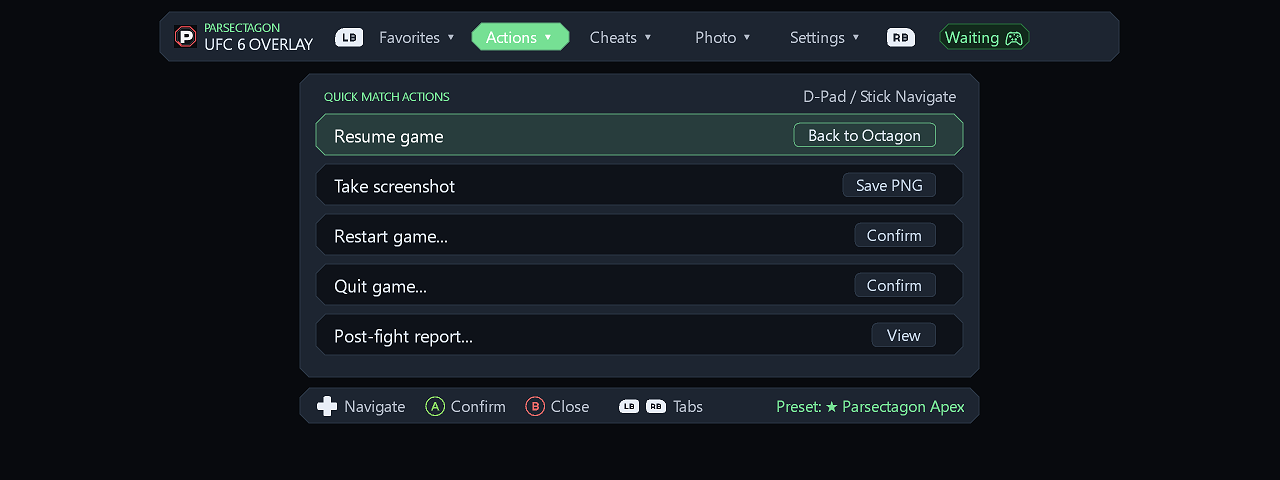 PARSECTAGON
UFC 6 OVERLAY
LB Favorites ▼ Actions ▼ Cheats ▼ Photo ▼ Settings ▼ RB Waiting
QUICK MATCH ACTIONS D-Pad / Stick Navigate
Resume game Back to Octagon
Take screenshot Save PNG
Restart game... Confirm
Quit game... Confirm
Post-fight report... View
Navigate A Confirm B Close LB RB Tabs Preset: ★ Parsectagon Apex